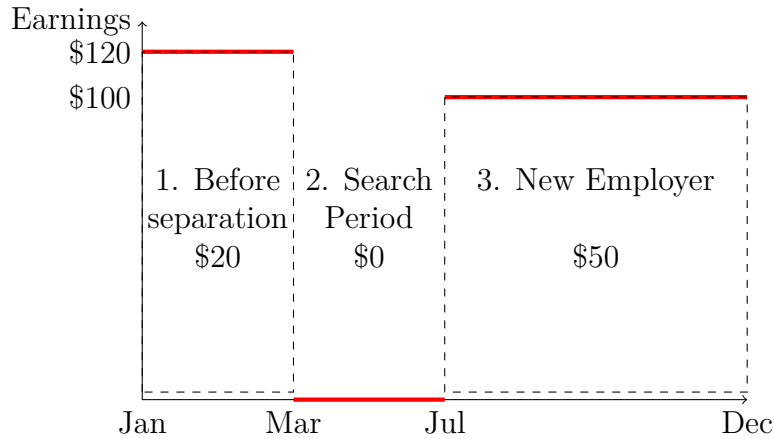 Earnings
$120
$100
1. Before
separation
$20
2. Search
Period
$0
3. New Employer
$50
Jan
Mar
Jul
Dec